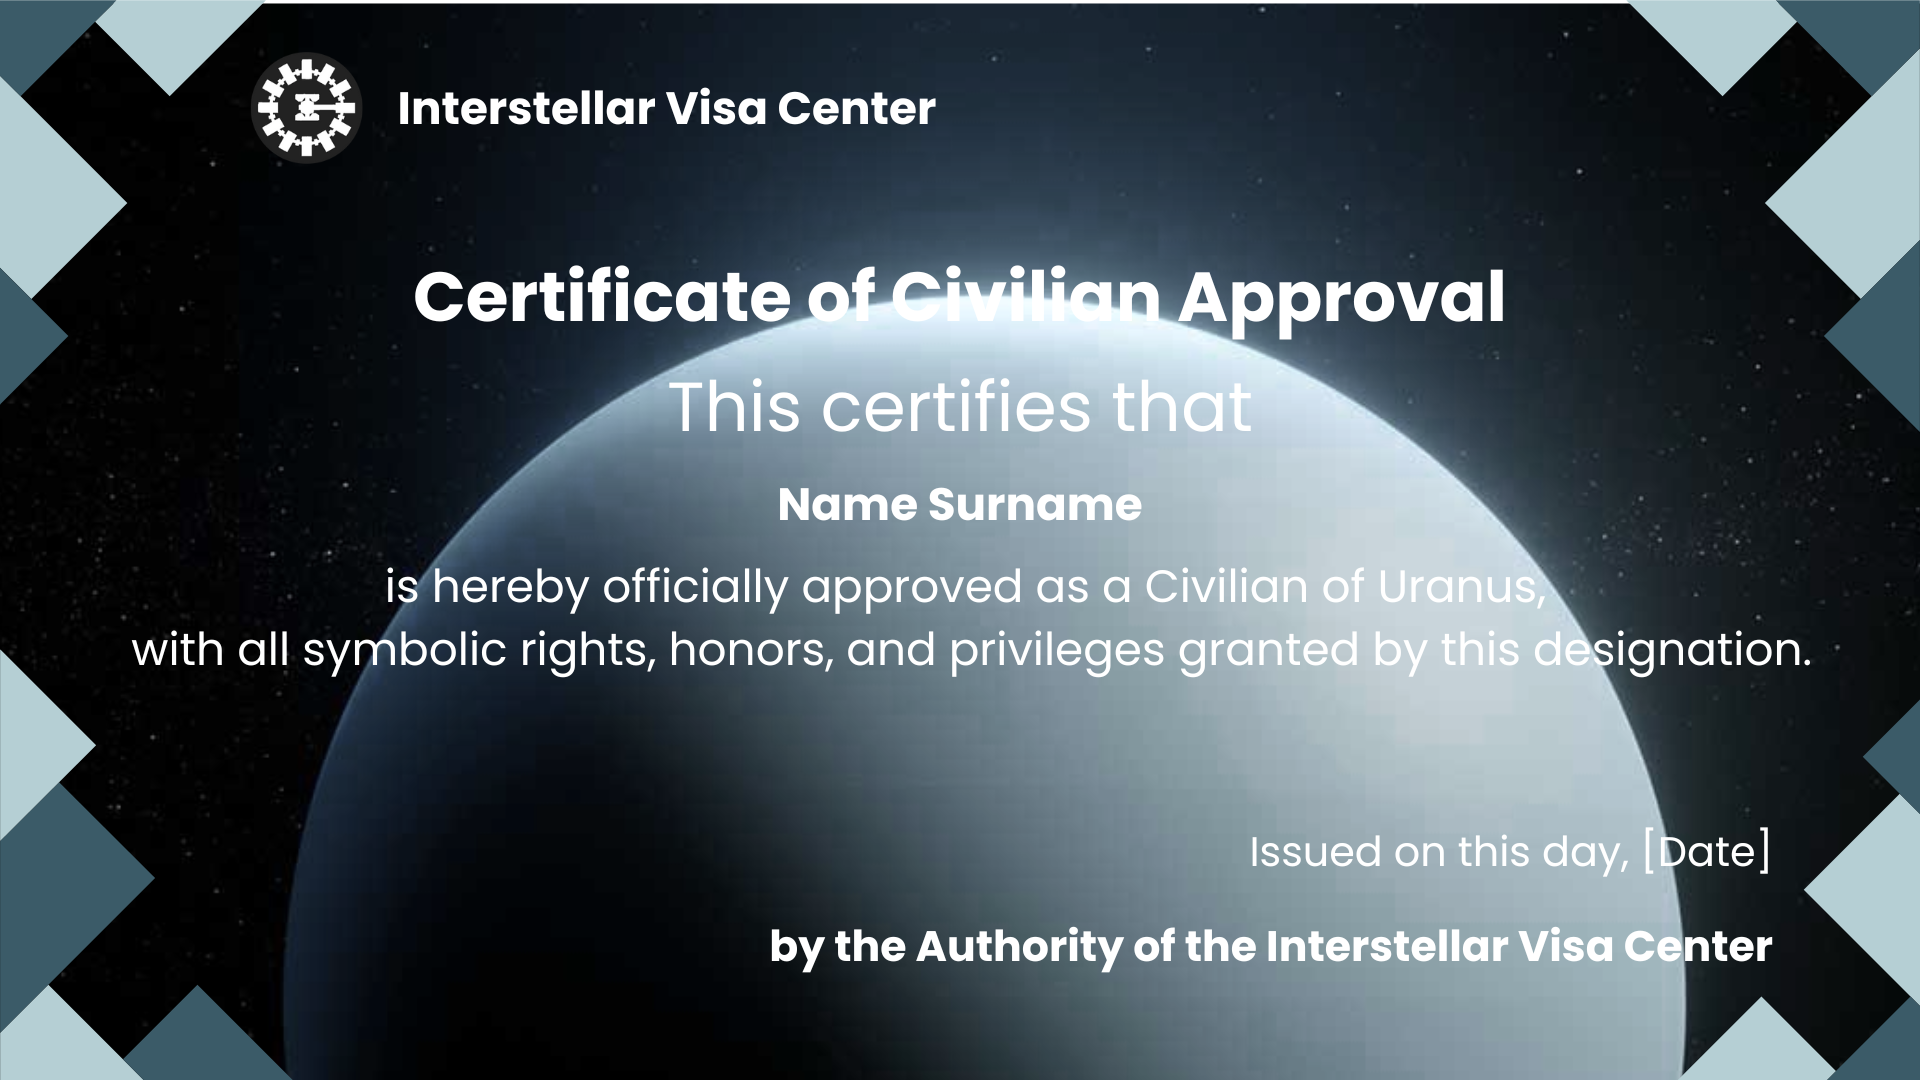 Interstellar Visa Center
Certificate of Civilian Approval
This certifies that
Name Surname
is hereby officially approved as a Civilian of Uranus,
with all symbolic rights, honors, and privileges granted by this designation.
Issued on this day, [Date]
by the Authority of the Interstellar Visa Center